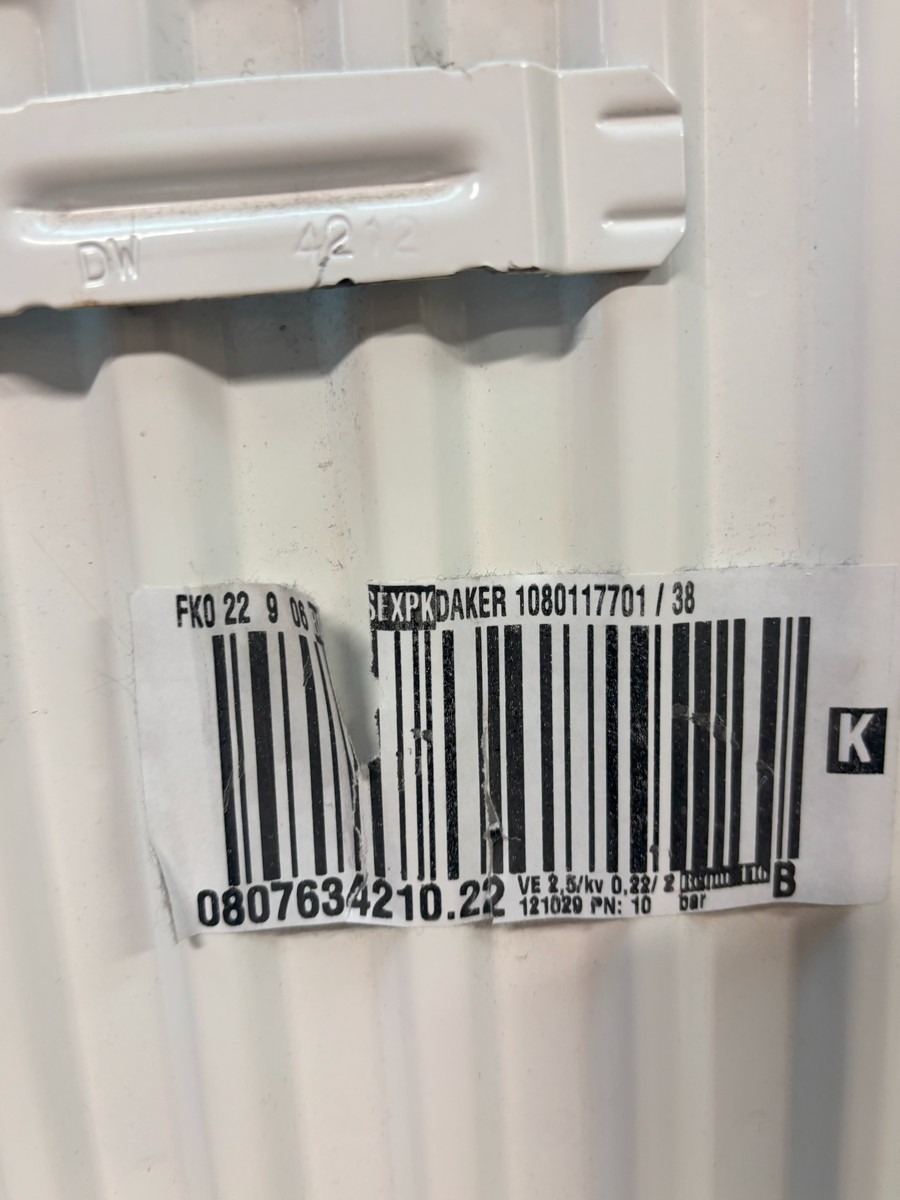 DW 4212
FK0 22 9 06 SEXPK DAKER 1080117701 / 38
K
0807634210.22
VE 2,5/kv 0,22/ 2 B
121029 PN: 10 bar